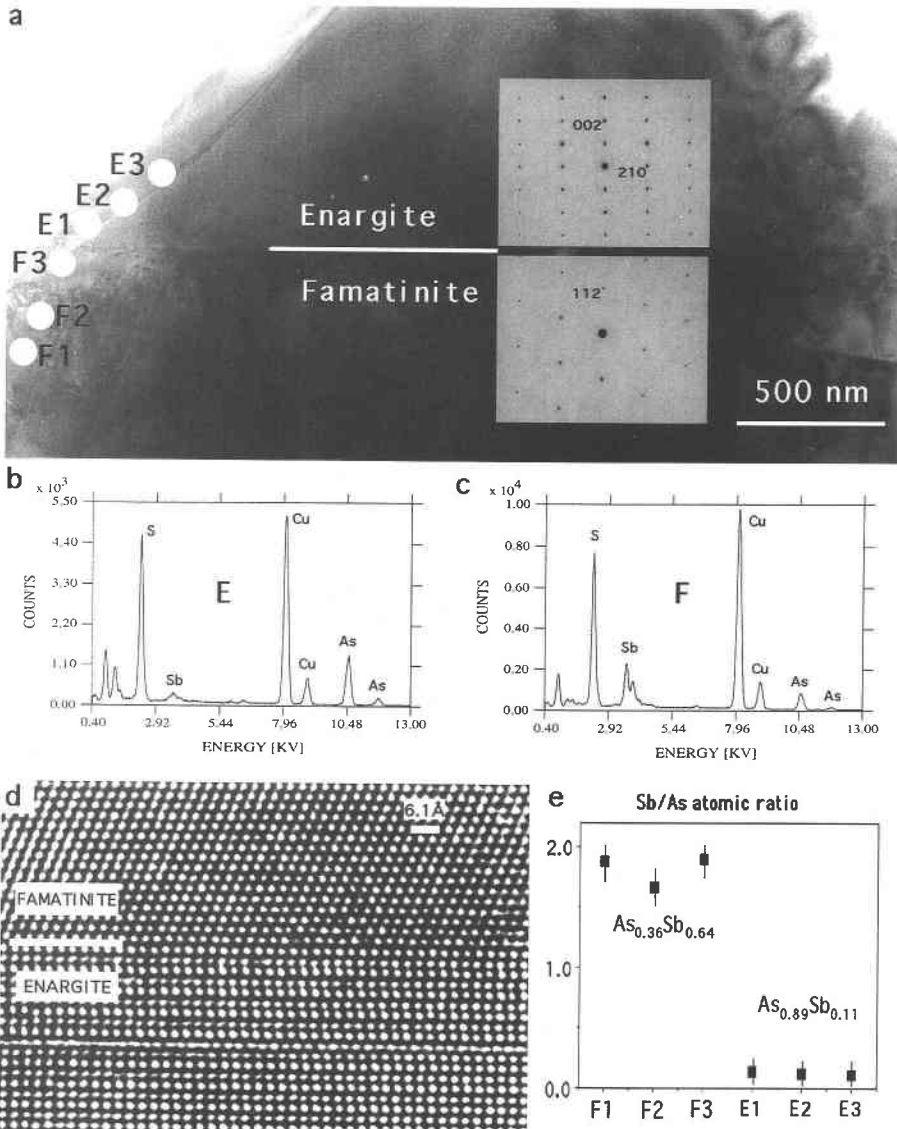 a
002
210
E3
E2
E1
Enargite
F3
Famatinite
112
F2
F1
500 nm
b
x 10³
5,50
4,40
3,30
2,20
1,10
0.00
COUNTS
S
Sb
E
Cu
Cu
As
As
0.40 2.92 5.44 7.96 10.48 13.00
ENERGY [KV]
c
x 10⁴
1.00
0.80
0.60
0.40
0.20
0.00
COUNTS
S
Sb
F
Cu
Cu
As
As
0.40 2.92 5.44 7.96 10.48 13.00
ENERGY [KV]
d
6.1Å
FAMATINITE
ENARGITE
e
Sb/As atomic ratio
2.0
As0.36Sb0.64
1.0
As0.89Sb0.11
0.0
F1 F2 F3 E1 E2 E3